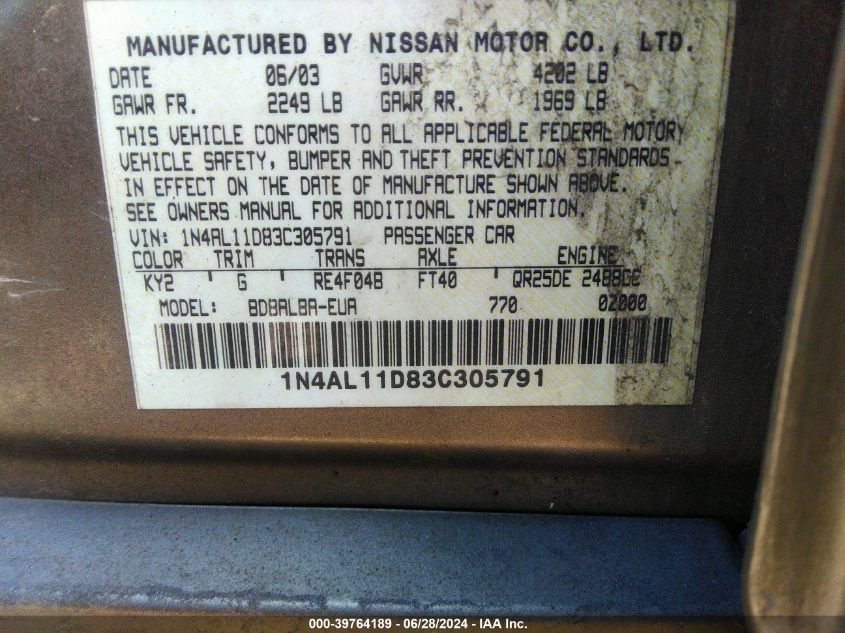 MANUFACTURED BY NISSAN MOTOR CO., LTD.
DATE 06/03 GVWR 4202 LB
GAWR FR. 2249 LB GAWR RR. 1969 LB
THIS VEHICLE CONFORMS TO ALL APPLICABLE FEDERAL MOTOR
VEHICLE SAFETY, BUMPER AND THEFT PREVENTION STANDARDS
IN EFFECT ON THE DATE OF MANUFACTURE SHOWN ABOVE.
SEE OWNERS MANUAL FOR ADDITIONAL INFORMATION.
VIN: 1N4AL11D83C305791 PASSENGER CAR
COLOR TRIM TRANS AXLE ENGINE
KY2 G RE4F04B FT40 QR25DE 2488CC
MODEL: BDBALBA-EUA 770 0Z000
1N4AL11D83C305791
000-39764189 - 06/28/2024 - IAA Inc.